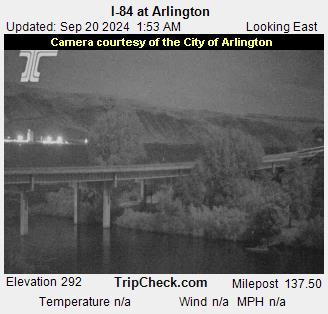 I-84 at Arlington
Updated: Sep 20 2024 1:53 AM Looking East
Camera courtesy of the City of Arlington
Elevation 292 TripCheck.com Milepost 137.50
Temperature n/a Wind n/a MPH n/a